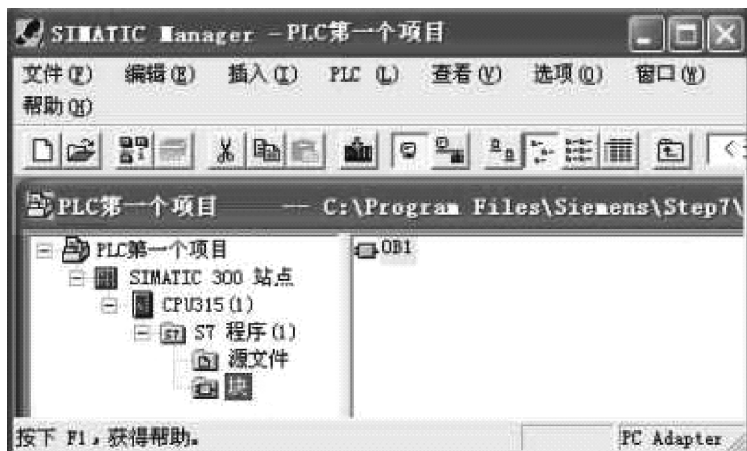 SIMATIC Manager - PLC第一个项目
文件(F) 编辑(E) 插入(I) PLC (L) 查看(V) 选项(O) 窗口(W)
帮助(H)
PLC第一个项目 -- C:\Program Files\Siemens\Step7\
PLC第一个项目
OB1
SIMATIC 300 站点
CPU315(1)
S7 程序(1)
源文件
块
按下 F1，获得帮助。
PC Adapter